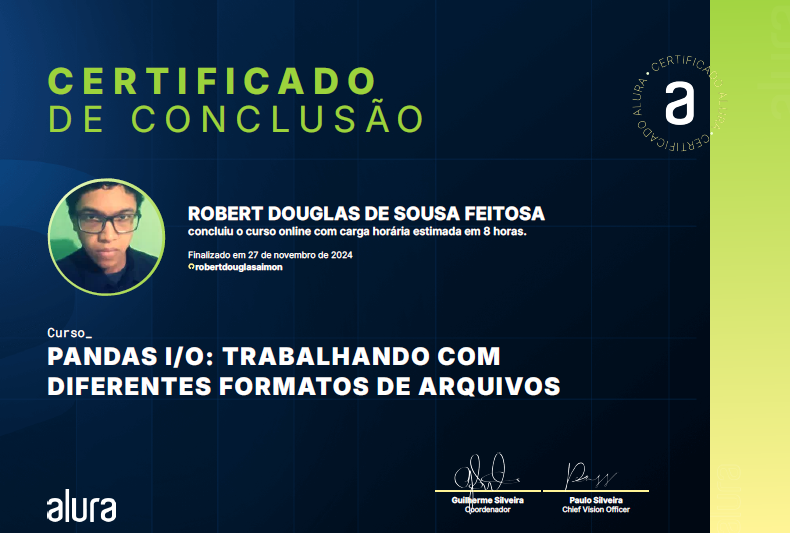 CERTIFICADO
DE CONCLUSÃO
CERTIFICADO ALURA • CERTIFICADO ALURA •
a
ROBERT DOUGLAS DE SOUSA FEITOSA
concluiu o curso online com carga horária estimada em 8 horas.
Finalizado em 27 de novembro de 2024
robertdouglasaimon
Curso_
PANDAS I/O: TRABALHANDO COM
DIFERENTES FORMATOS DE ARQUIVOS
alura
Guilherme Silveira
Coordenador
Paulo Silveira
Chief Vision Officer